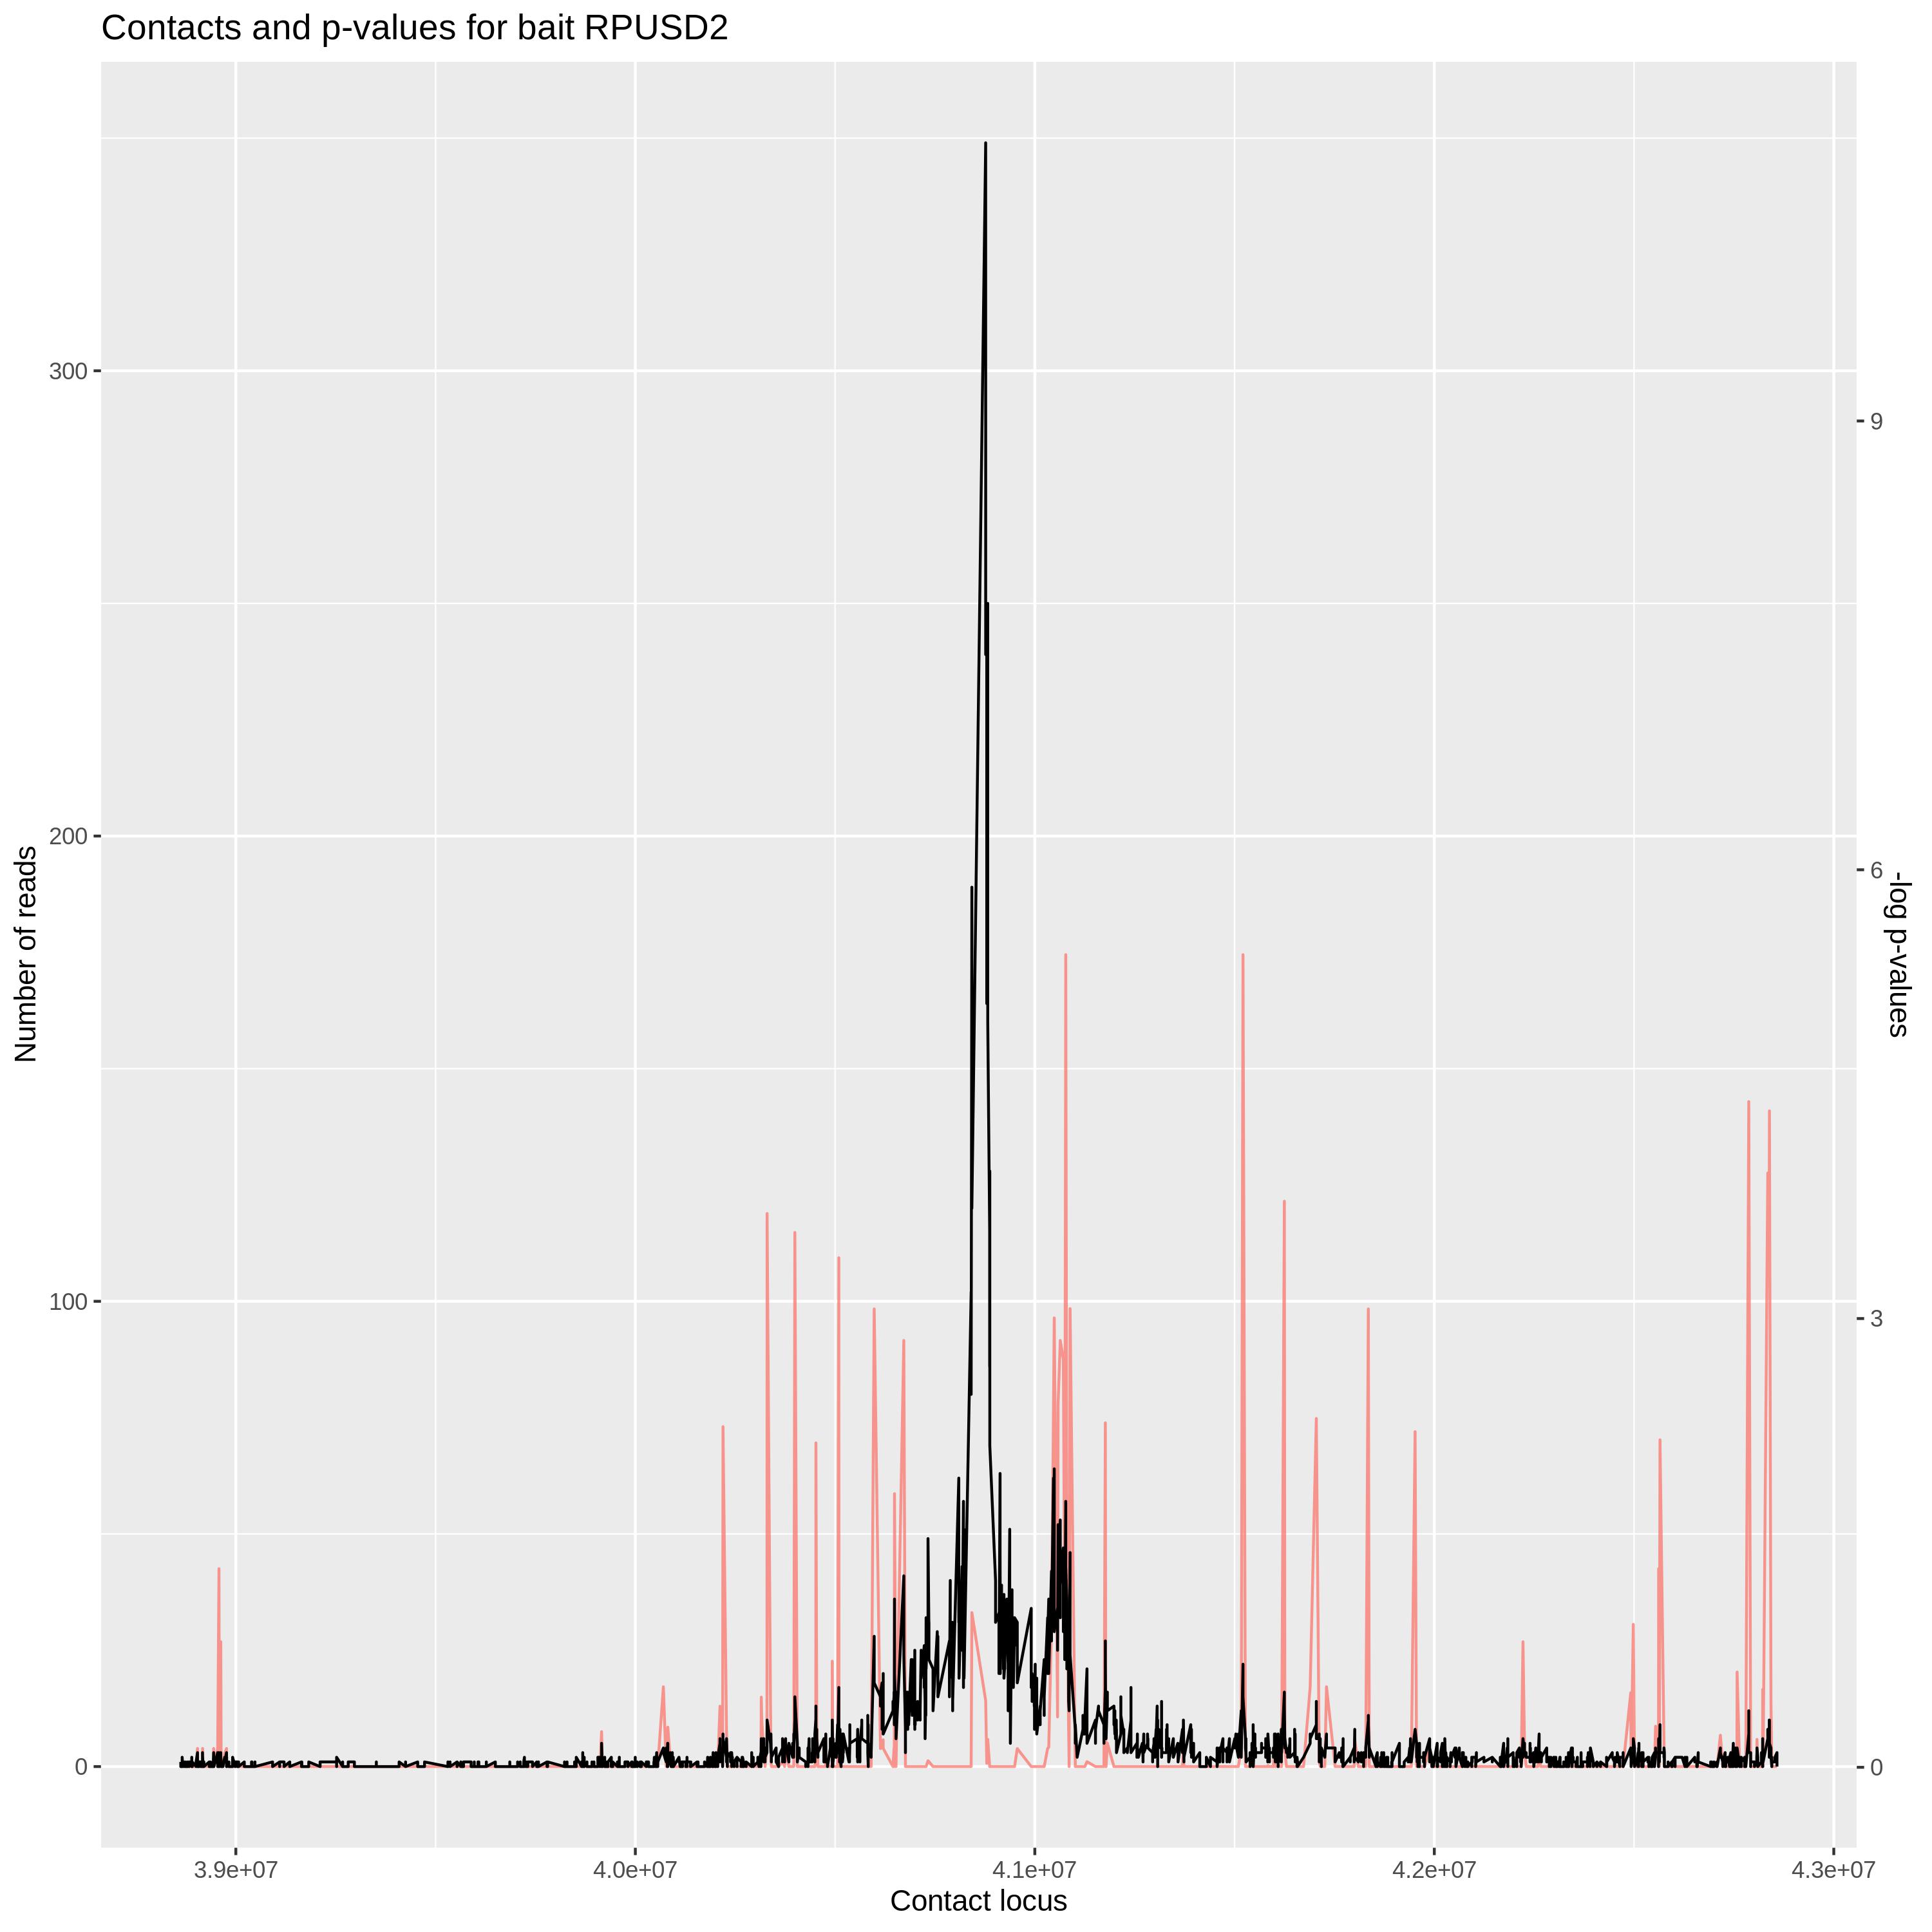 Contacts and p-values for bait RPUSD2
Number of reads
300
200
100
0
9
6
3
0
-log p-values
3.9e+07
4.0e+07
4.1e+07
4.2e+07
4.3e+07
Contact locus